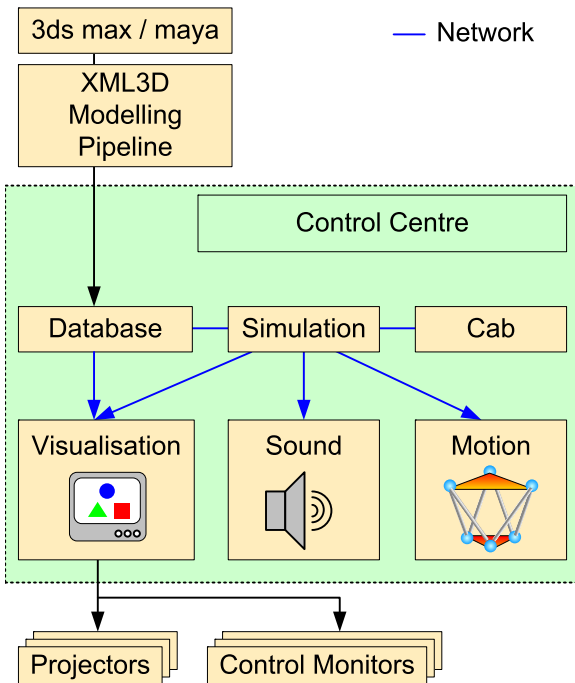 3ds max / maya
Network
XML3D
Modelling
Pipeline
Control Centre
Database
Simulation
Cab
Visualisation
Sound
Motion
Projectors
Control Monitors